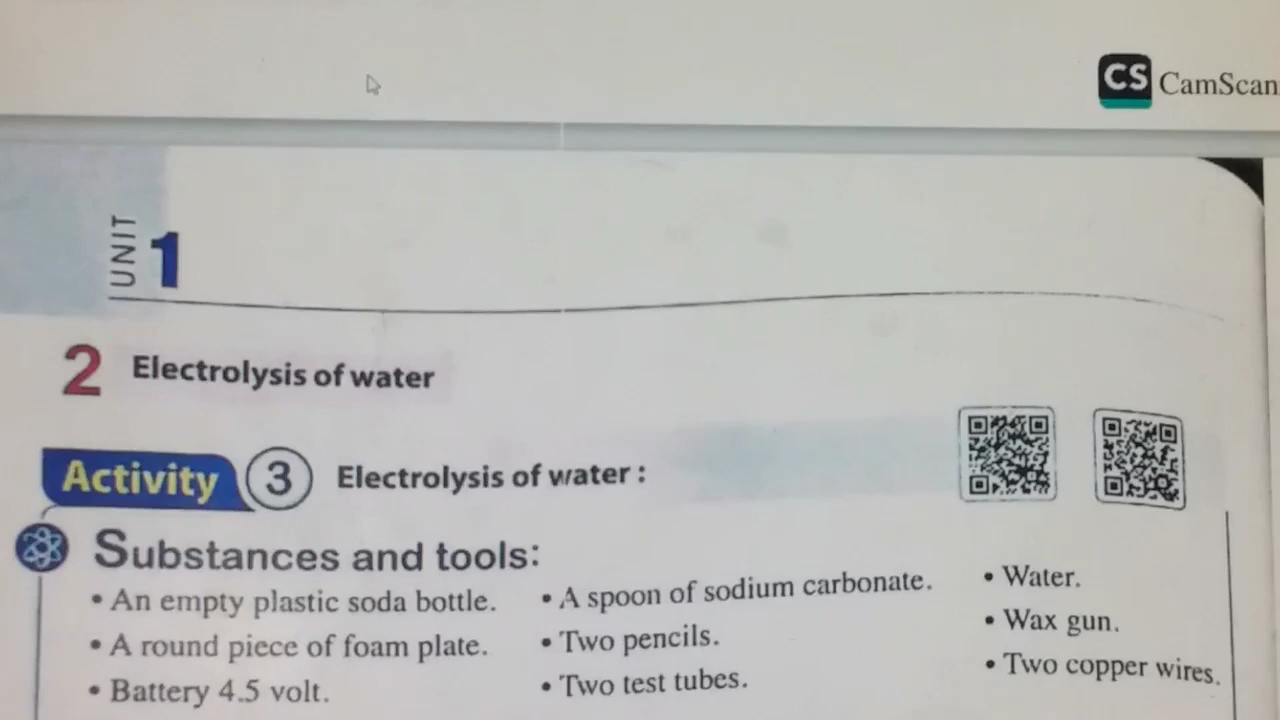 CS CamScan
UNIT 1
2 Electrolysis of water
Activity 3 Electrolysis of water :
Substances and tools:
• An empty plastic soda bottle.
• A round piece of foam plate.
• Battery 4.5 volt.
• A spoon of sodium carbonate.
• Two pencils.
• Two test tubes.
• Water.
• Wax gun.
• Two copper wires.